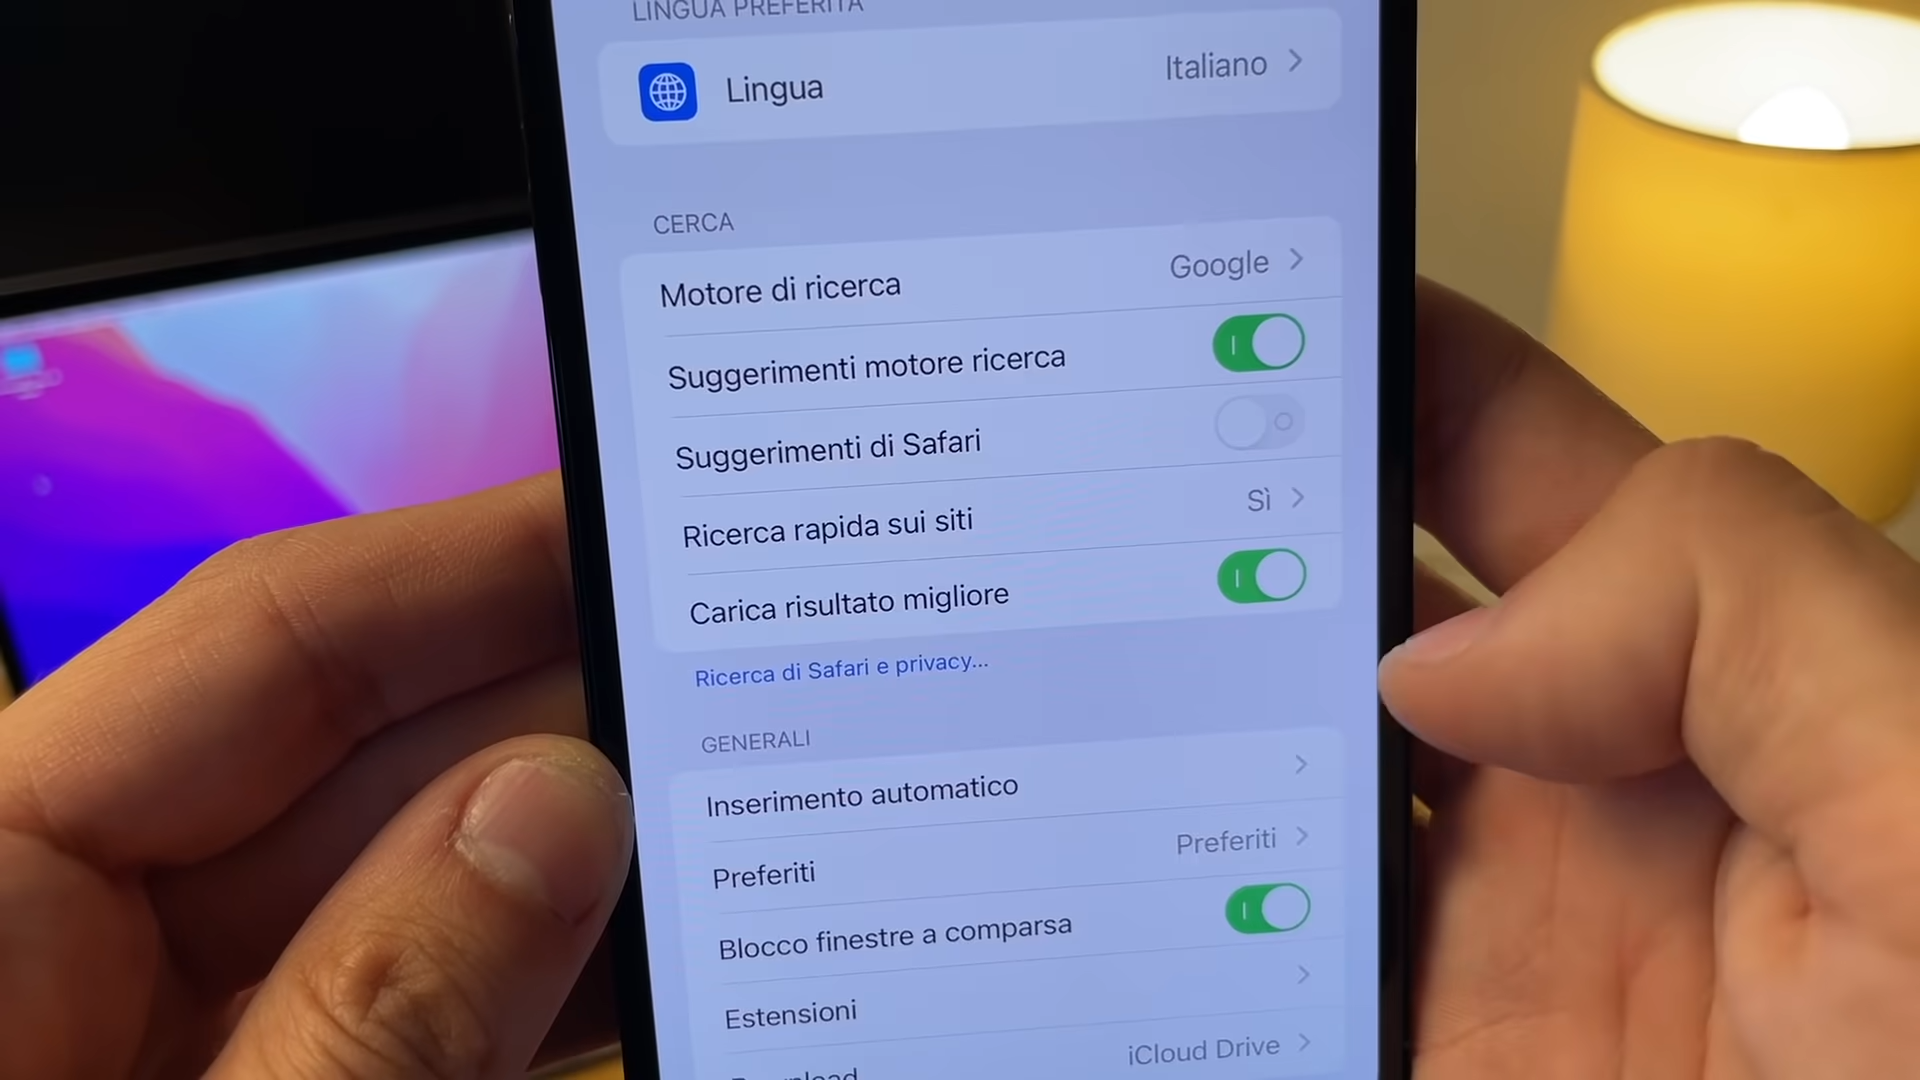 LINGUA PREFERITA
Lingua Italiano
CERCA
Motore di ricerca Google
Suggerimenti motore ricerca
Suggerimenti di Safari
Ricerca rapida sui siti Sì
Carica risultato migliore
Ricerca di Safari e privacy...
GENERALI
Inserimento automatico
Preferiti Preferiti
Blocco finestre a comparsa
Estensioni
Download iCloud Drive